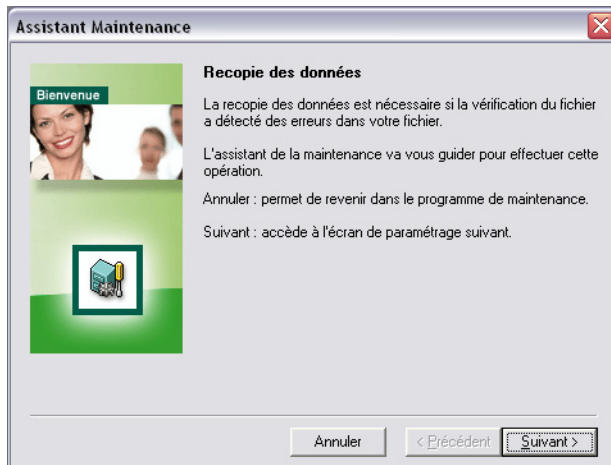 Assistant Maintenance
Bienvenue
Recopie des données
La recopie des données est nécessaire si la vérification du fichier
a détecté des erreurs dans votre fichier.
L'assistant de la maintenance va vous guider pour effectuer cette
opération.
Annuler : permet de revenir dans le programme de maintenance.
Suivant : accède à l'écran de paramétrage suivant.
Annuler
< Précédent
Suivant >